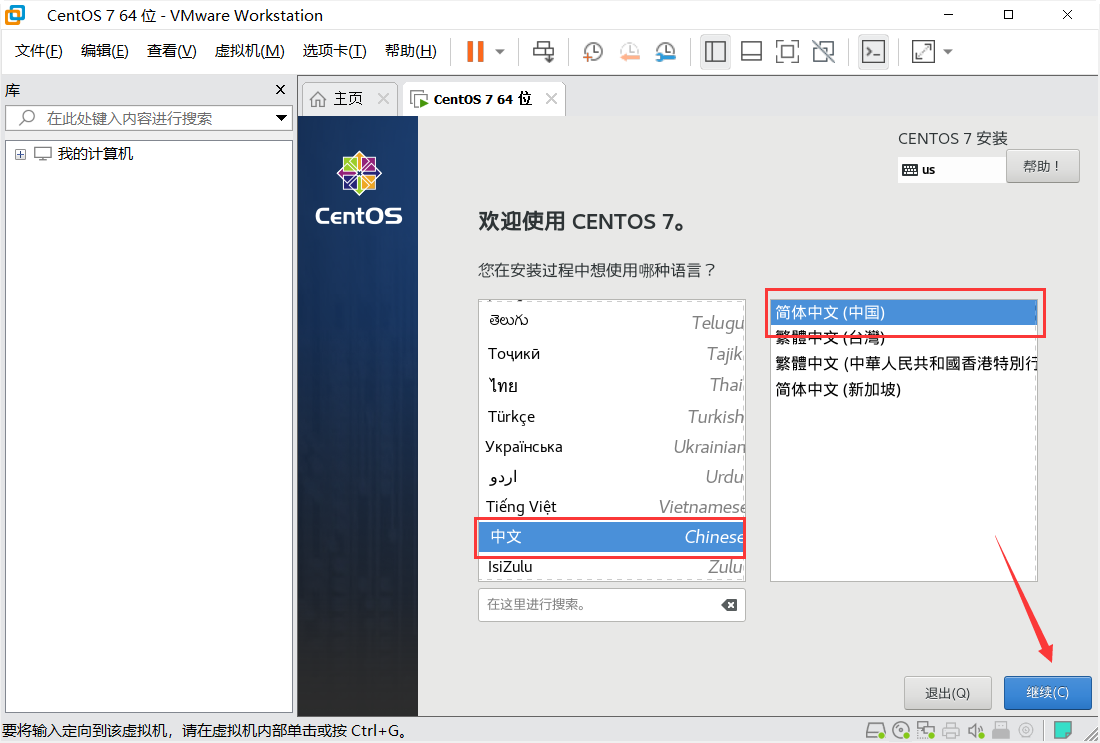 CentOS 7 64 位 - VMware Workstation
文件(F) 编辑(E) 查看(V) 虚拟机(M) 选项卡(T) 帮助(H)
库
在此处键入内容进行搜索
我的计算机
主页 CentOS 7 64 位
CentOS
CENTOS 7 安装
us 帮助！
欢迎使用 CENTOS 7。
您在安装过程中想使用哪种语言？
తెలుగు Telugu
Тоҷикӣ Tajik
ไทย Thai
Türkçe Turkish
Українська Ukrainian
اردو Urdu
Tiếng Việt Vietnamese
中文 Chinese
IsiZulu Zulu
在这里进行搜索。
简体中文 (中国)
繁體中文 (台灣)
繁體中文 (中華人民共和國香港特別行
简体中文 (新加坡)
退出(Q) 继续(C)
要将输入定向到该虚拟机，请在虚拟机内部单击或按 Ctrl+G。